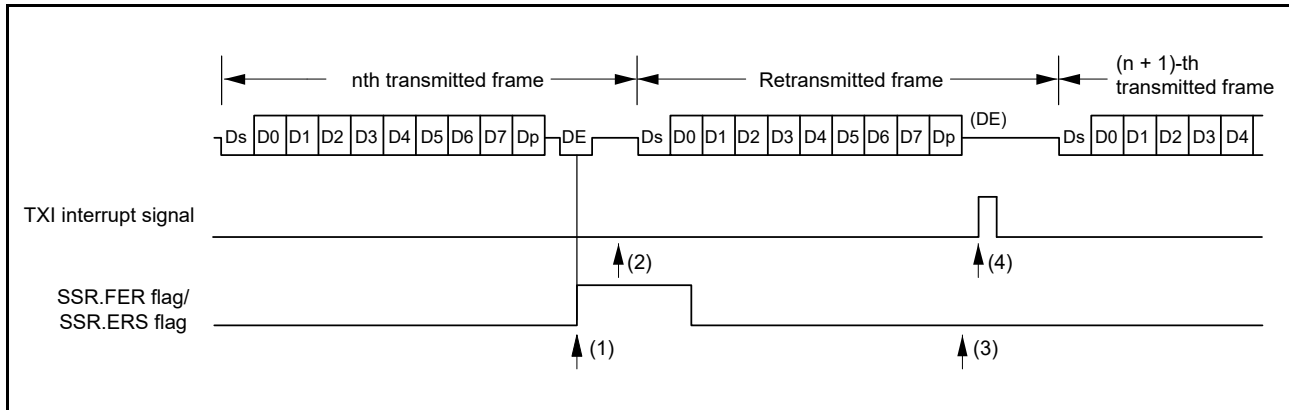 nth transmitted frame
Retransmitted frame
(n + 1)-th
transmitted frame
Ds D0 D1 D2 D3 D4 D5 D6 D7 Dp DE Ds D0 D1 D2 D3 D4 D5 D6 D7 Dp (DE) Ds D0 D1 D2 D3 D4
TXI interrupt signal
(2)
(4)
SSR.FER flag/
SSR.ERS flag
(1)
(3)